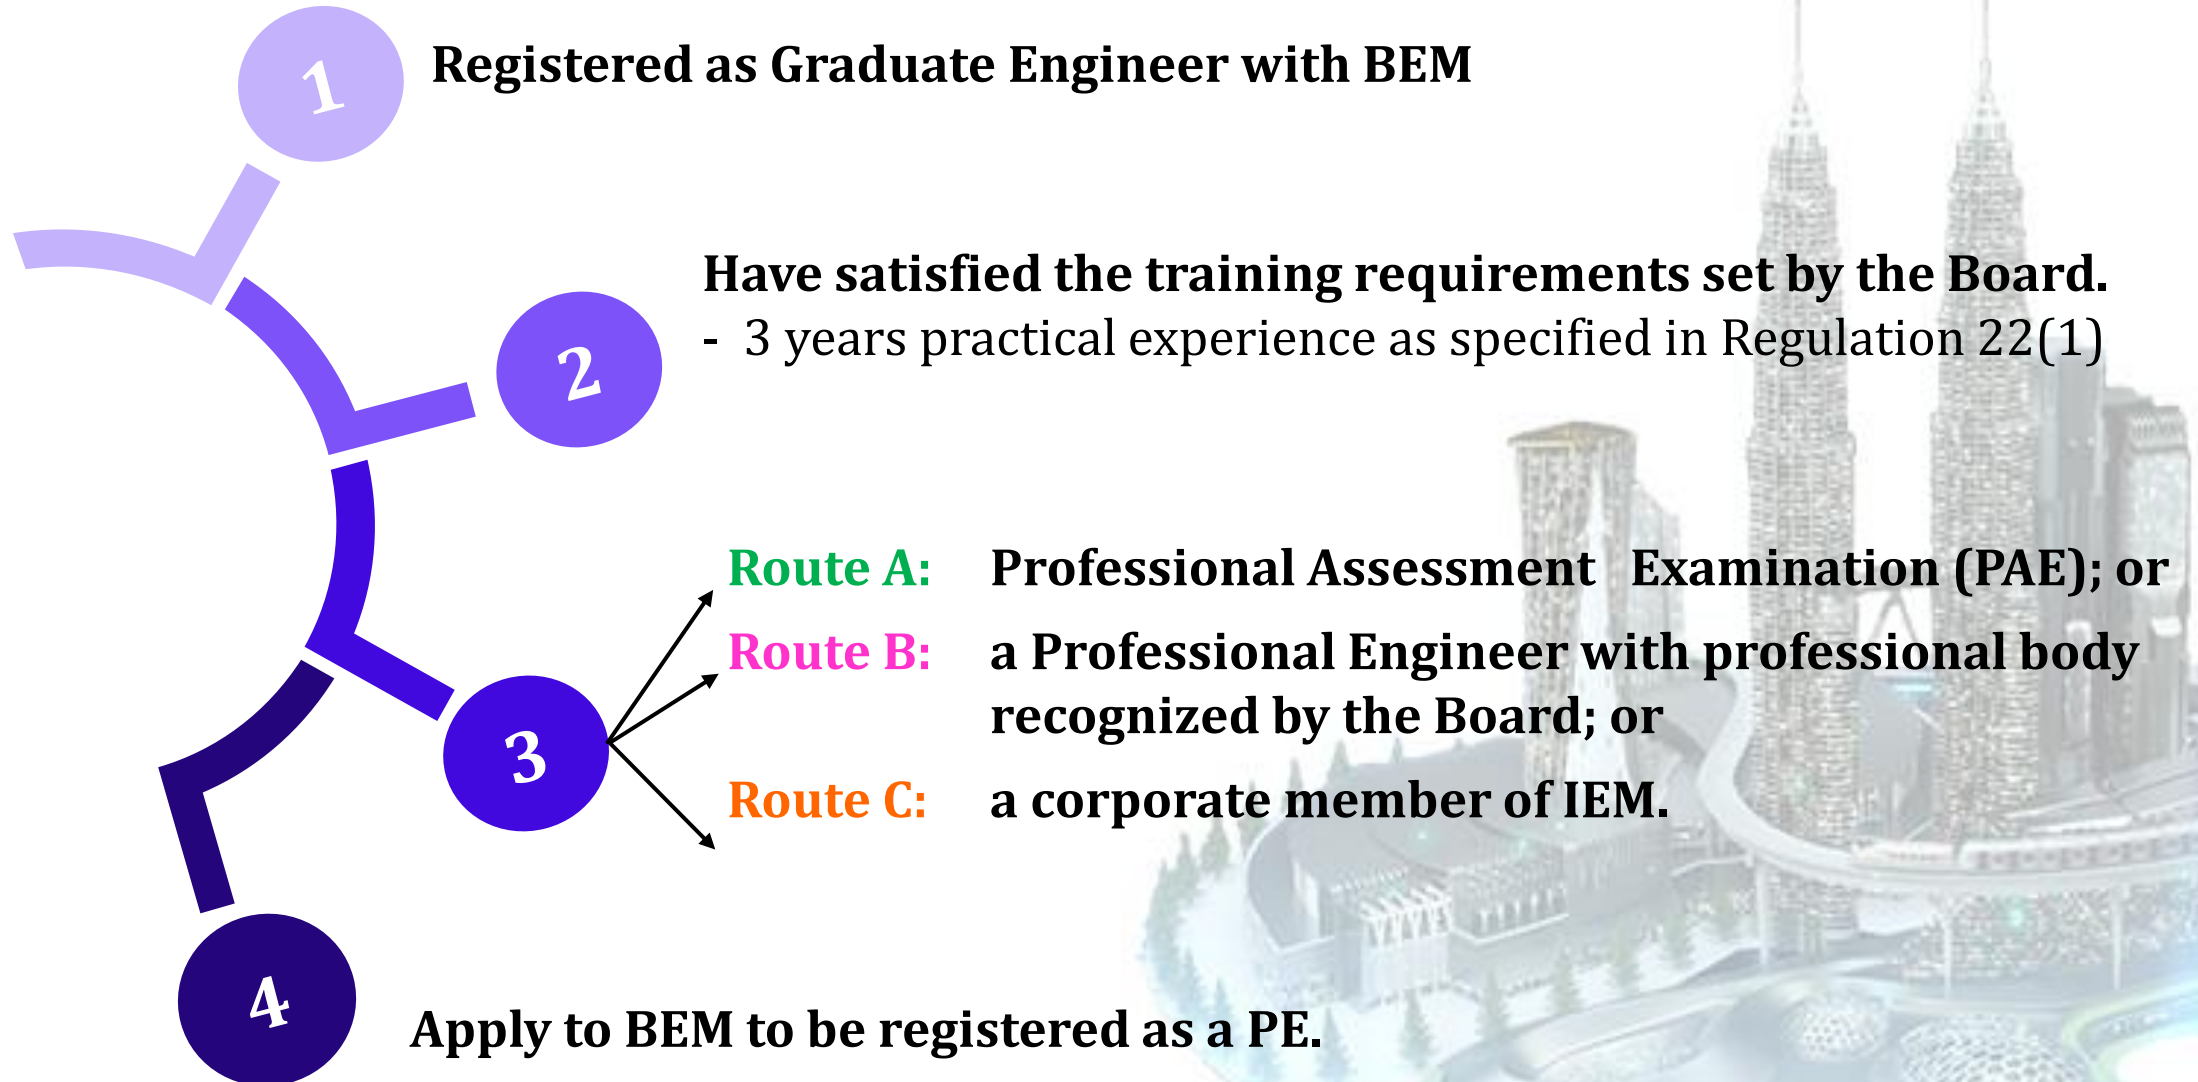 1
Registered as Graduate Engineer with BEM
2
Have satisfied the training requirements set by the Board.
- 3 years practical experience as specified in Regulation 22(1)
3
Route A: Professional Assessment Examination (PAE); or
Route B: a Professional Engineer with professional body
recognized by the Board; or
Route C: a corporate member of IEM.
4
Apply to BEM to be registered as a PE.